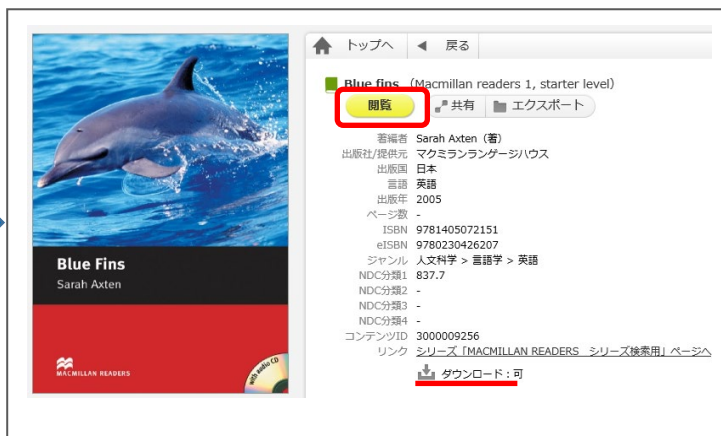 トップへ ◀ 戻る
Blue fins （Macmillan readers 1, starter level）
閲覧 共有 エクスポート
著編者 Sarah Axten（著）
出版社/提供元 マクミランランゲージハウス
出版国 日本
言語 英語
出版年 2005
ページ数 -
ISBN 9781405072151
eISBN 9780230426207
ジャンル 人文科学 > 言語学 > 英語
NDC分類1 837.7
NDC分類2 -
NDC分類3 -
NDC分類4 -
コンテンツID 3000009256
リンク シリーズ「MACMILLAN READERS　シリーズ検索用」ページへ
ダウンロード：可
Blue Fins
Sarah Axten
MACMILLAN READERS
with audio CD